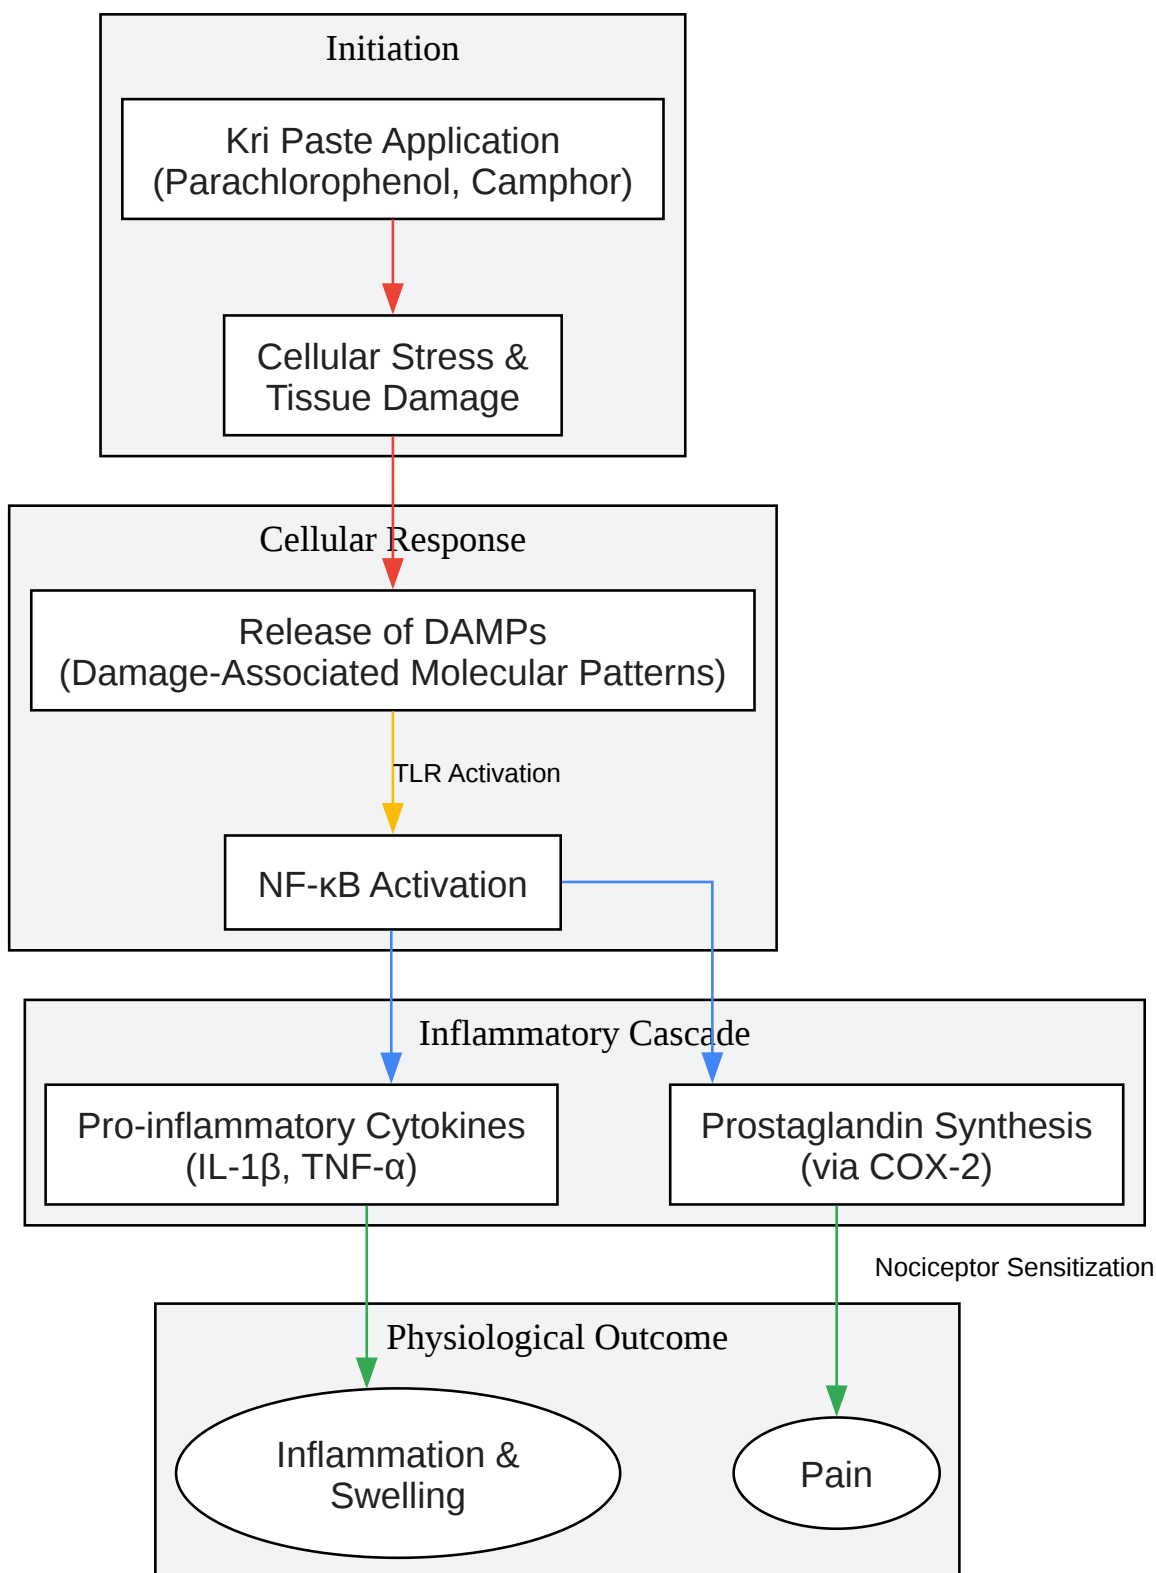 Initiation
Kri Paste Application
(Parachlorophenol, Camphor)
Cellular Stress &
Tissue Damage
Cellular Response
Release of DAMPs
(Damage-Associated Molecular Patterns)
TLR Activation
NF-κB Activation
Inflammatory Cascade
Pro-inflammatory Cytokines
(IL-1β, TNF-α)
Prostaglandin Synthesis
(via COX-2)
Nociceptor Sensitization
Physiological Outcome
Inflammation &
Swelling
Pain